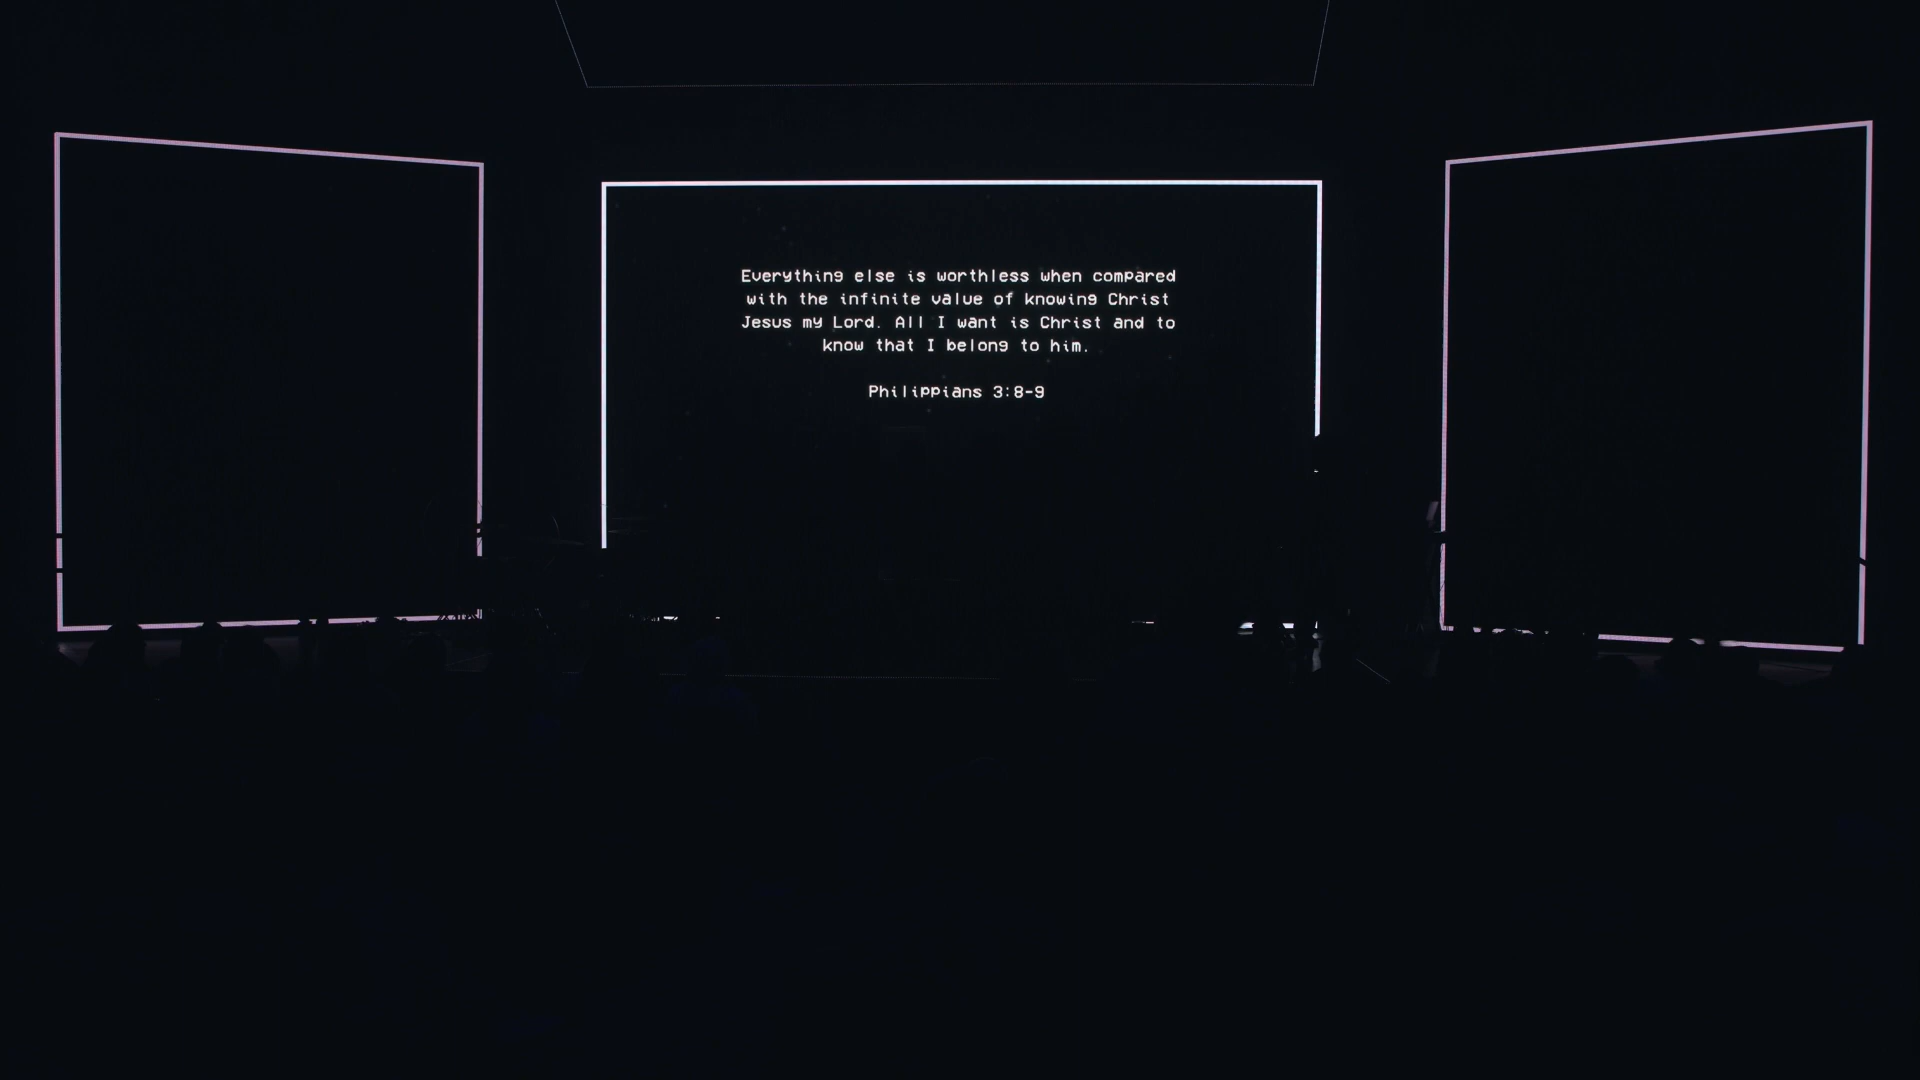 Everything else is worthless when compared
with the infinite value of knowing Christ
Jesus my Lord. All I want is Christ and to
know that I belong to him.
Philippians 3:8-9